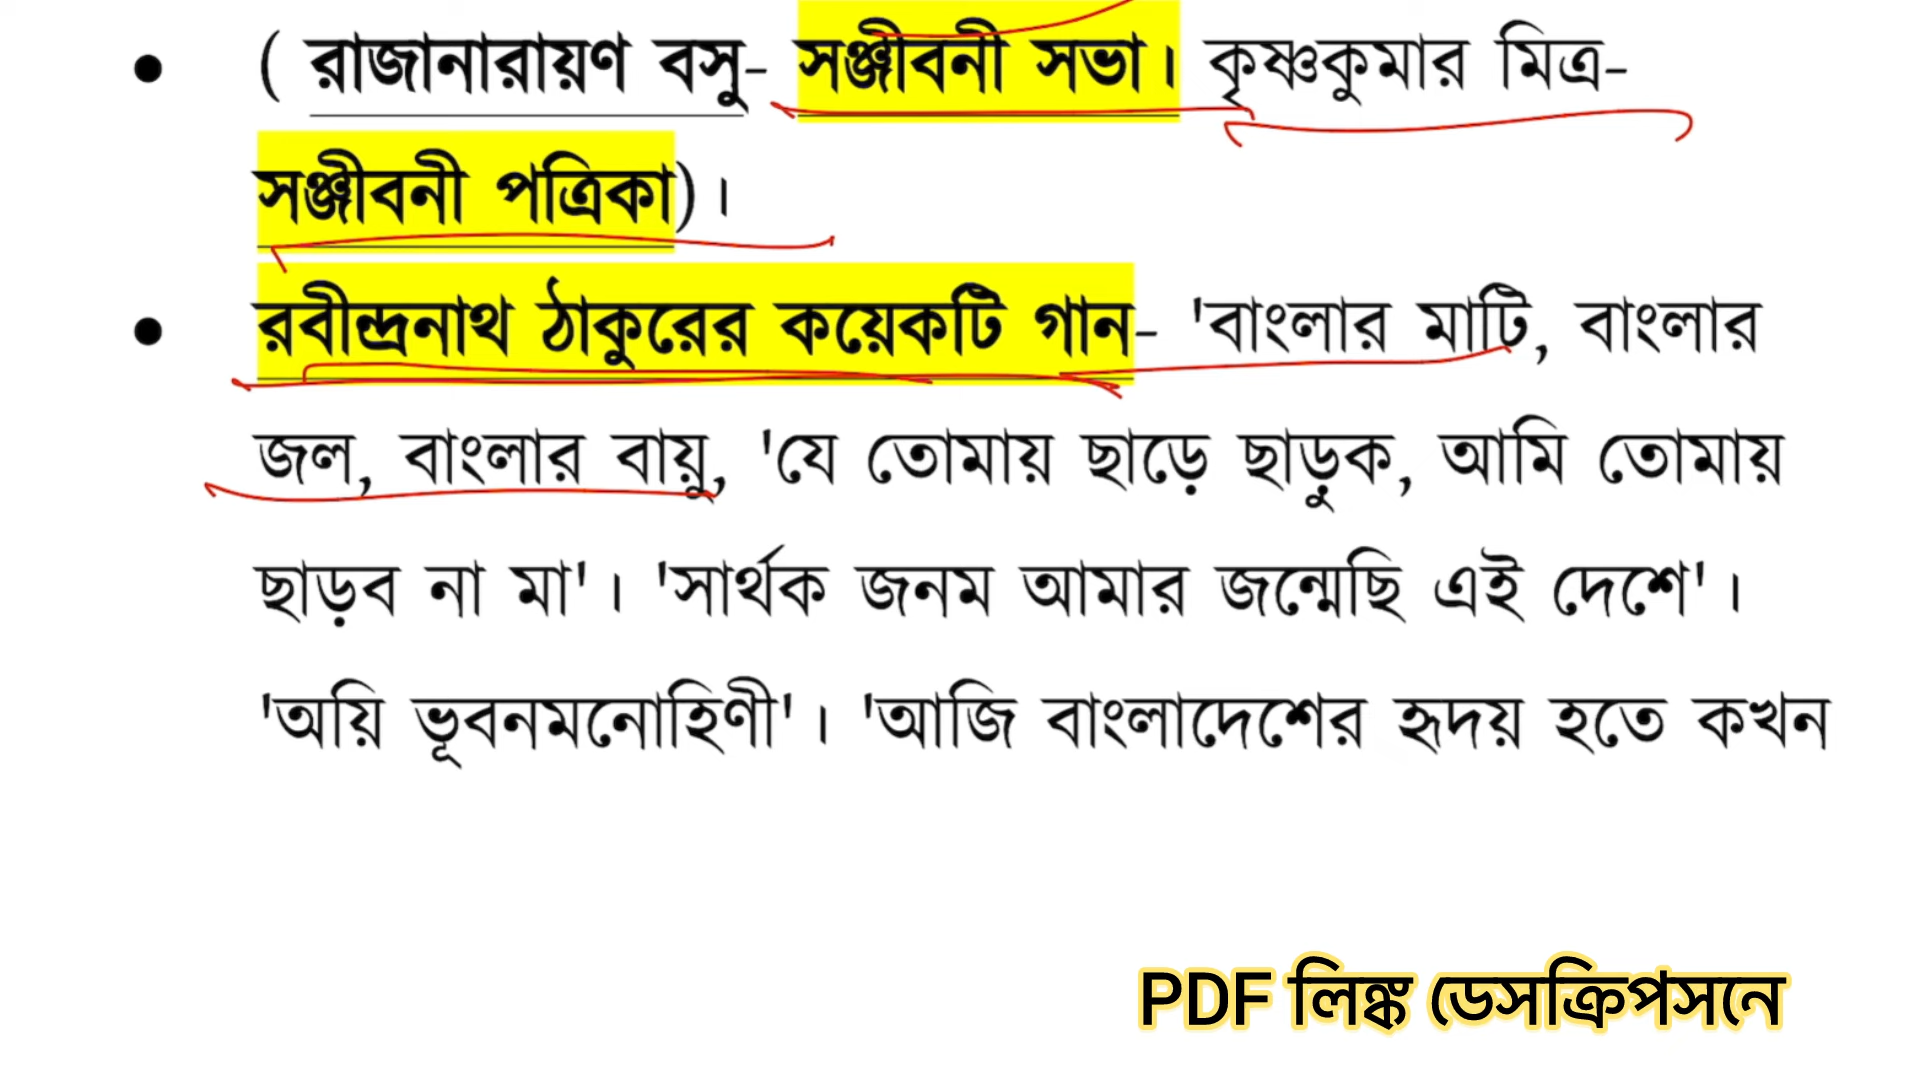 • ( রাজানারায়ণ বসু- সঞ্জীবনী সভা। কৃষ্ণকুমার মিত্র-
সঞ্জীবনী পত্রিকা)।
• রবীন্দ্রনাথ ঠাকুরের কয়েকটি গান- 'বাংলার মাটি, বাংলার
জল, বাংলার বায়ু, 'যে তোমায় ছাড়ে ছাড়ুক, আমি তোমায়
ছাড়ব না মা'। 'সার্থক জনম আমার জন্মেছি এই দেশে'।
'অয়ি ভূবনমনোহিণী'। 'আজি বাংলাদেশের হৃদয় হতে কখন
PDF লিঙ্ক ডেসক্রিপসনে